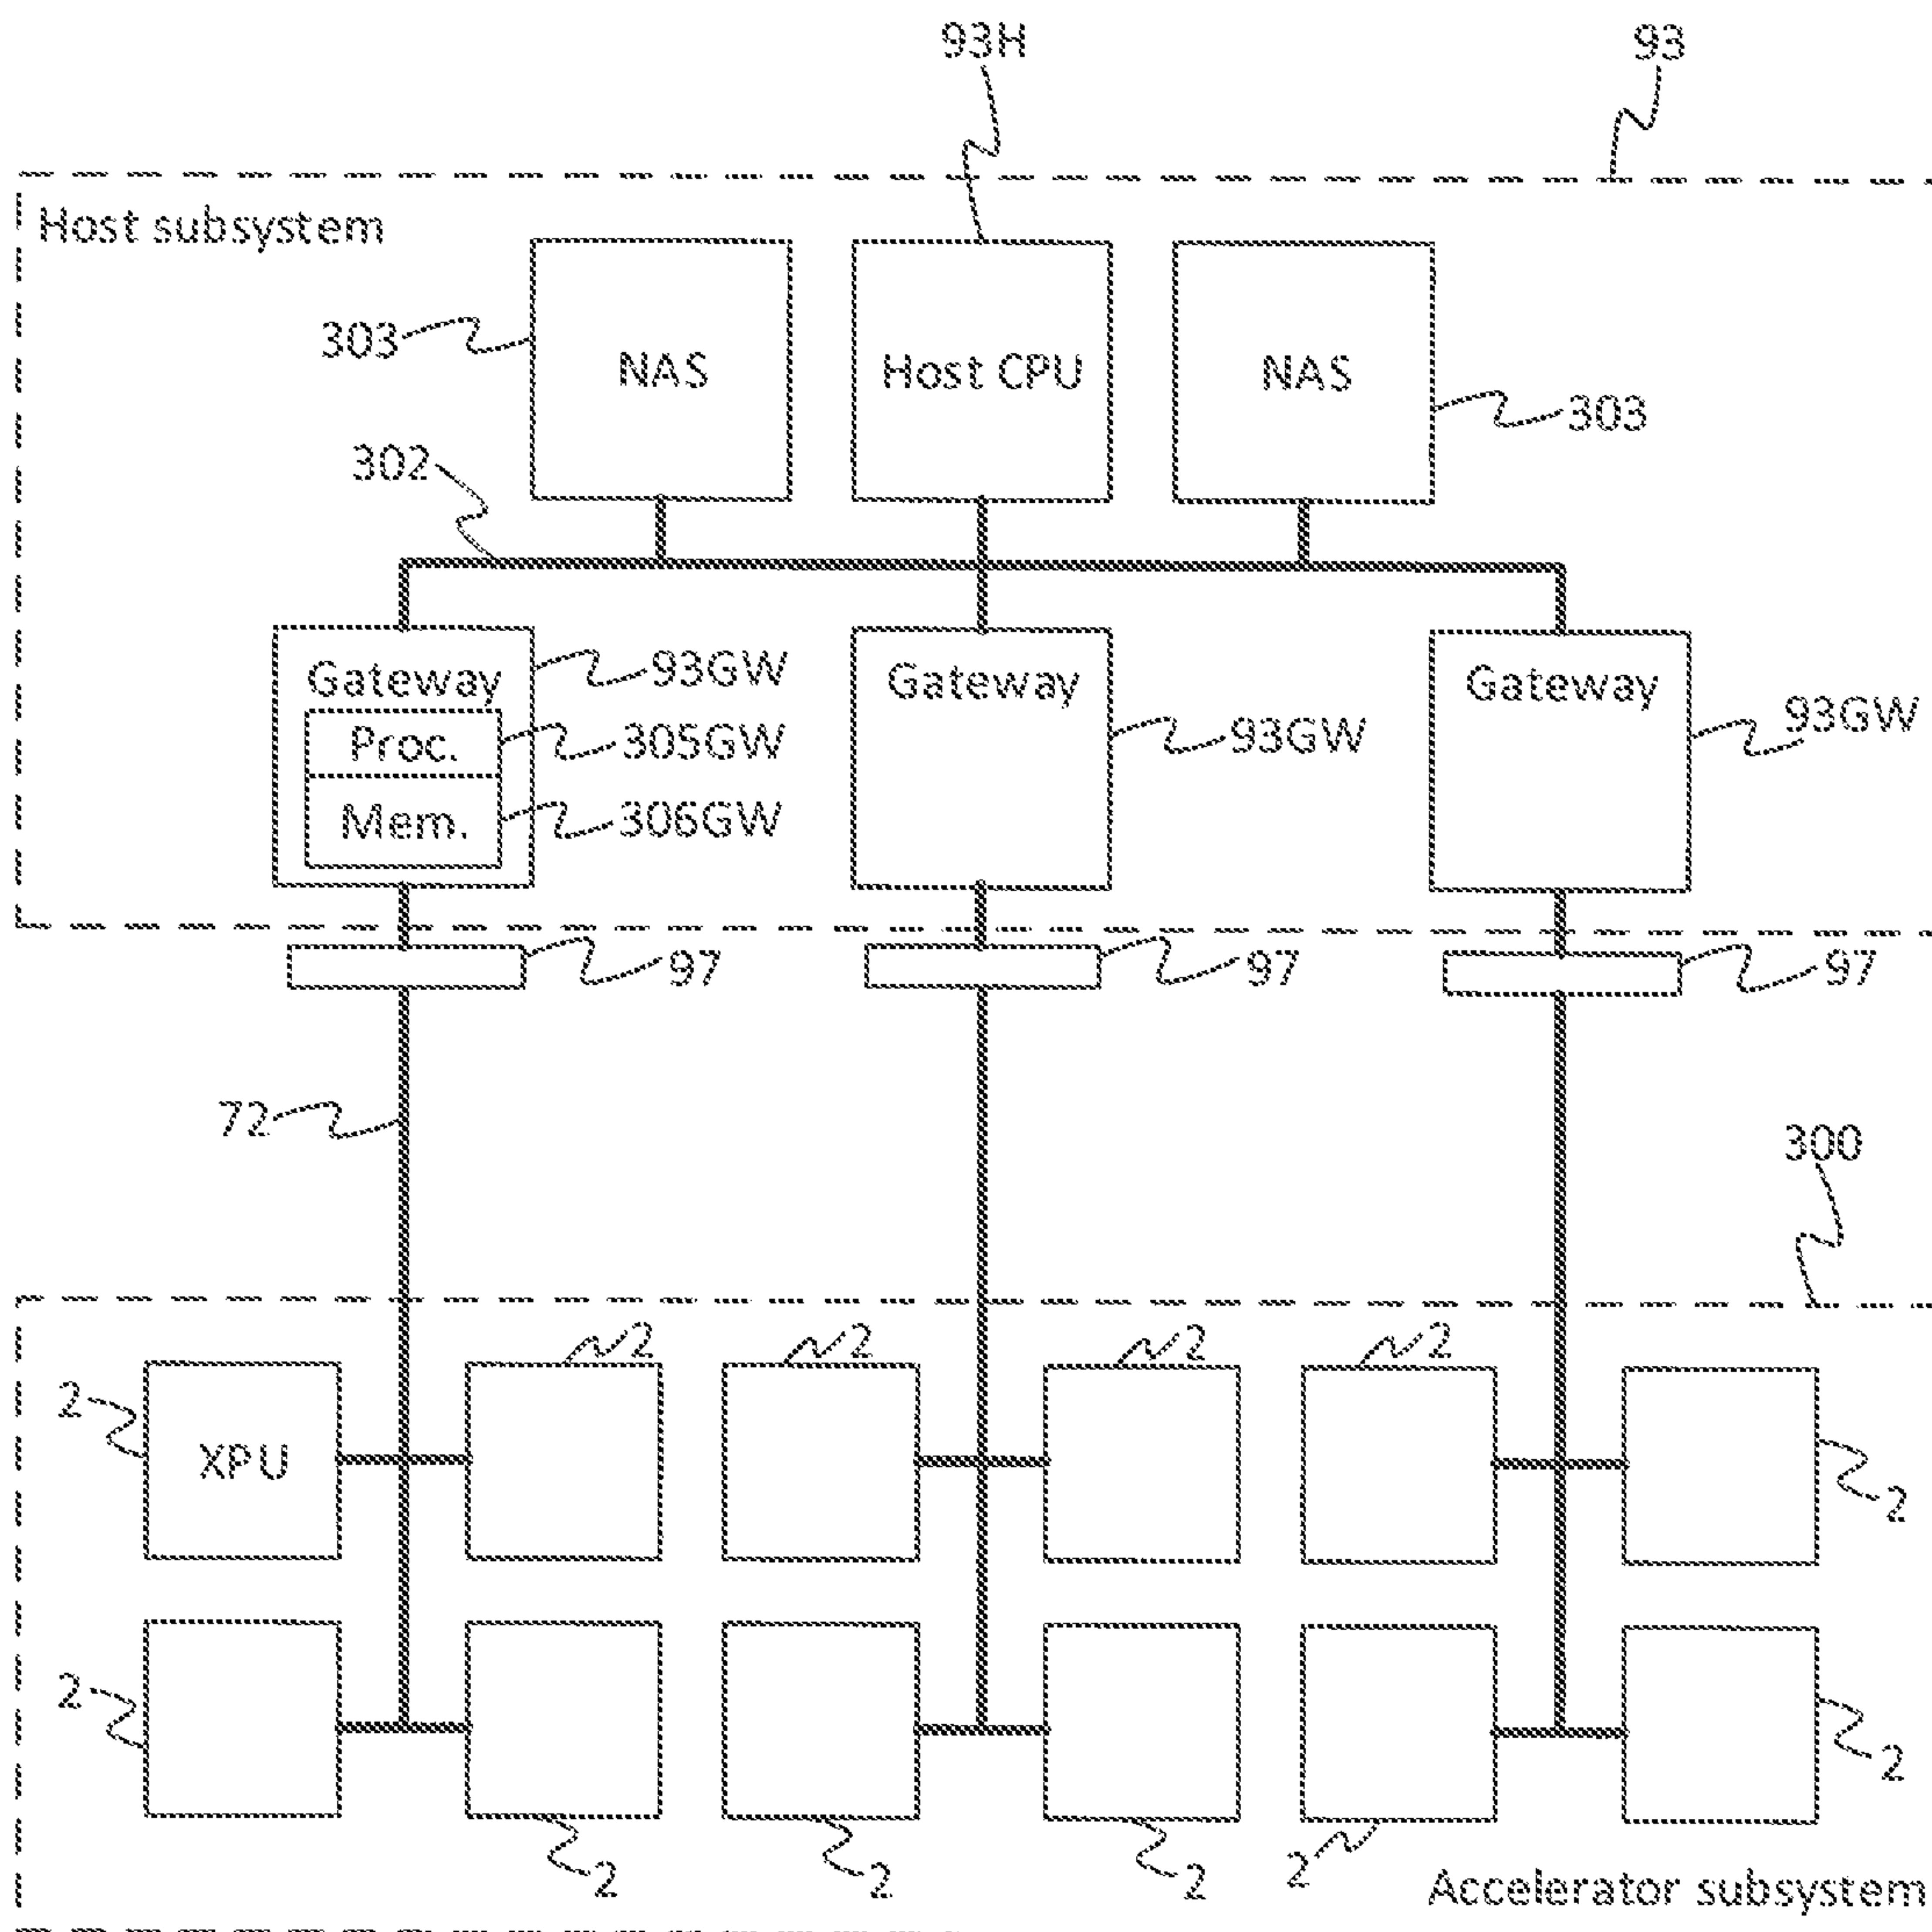 93H
93
Host subsystem
303
NAS
Host CPU
NAS
303
302
Gateway
93GW
Gateway
Gateway
93GW
Proc.
305GW
93GW
Mem.
306GW
97
97
97
72
300
2
2
2
2
2
XPU
2
2
2
2
2
2
2
Accelerator subsystem